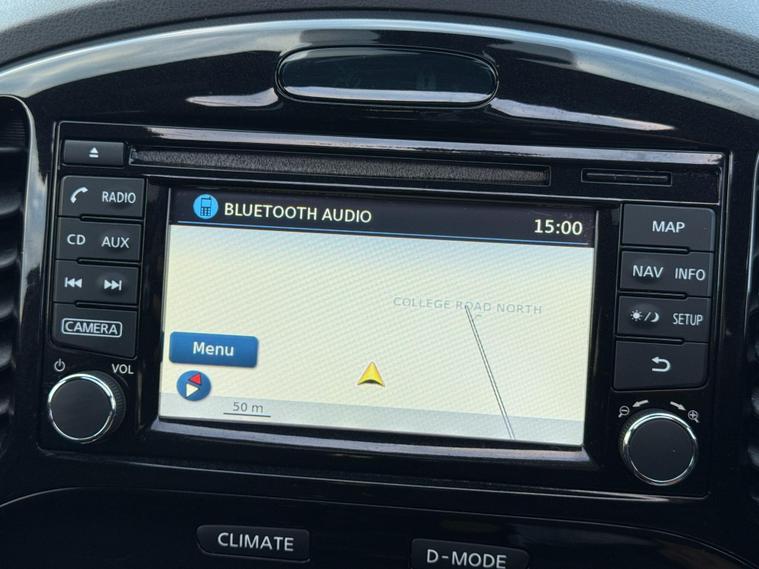 BLUETOOTH AUDIO
15:00
RADIO
CD AUX
CAMERA
VOL
COLLEGE ROAD NORTH
Menu
50 m
MAP
NAV INFO
SETUP
CLIMATE
D-MODE